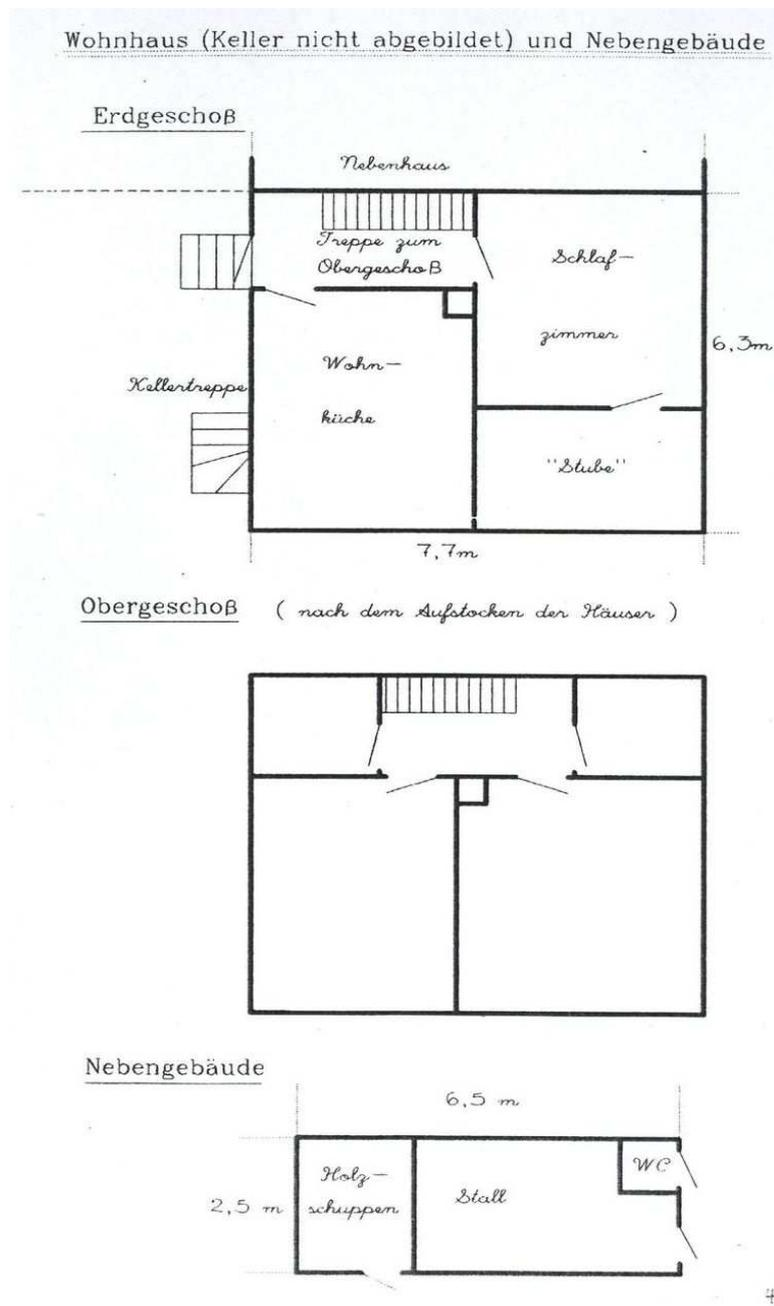 Wohnhaus (Keller nicht abgebildet) und Nebengebäude
Erdgeschoß
Nebenhaus
Treppe zum
Obergeschoß
Schlaf-
zimmer
6,3m
Wohn-
küche
Kellertreppe
"Stube"
7,7m
Obergeschoß ( nach dem Aufstocken der Häuser )
Nebengebäude
6,5 m
Holz-
schuppen
Stall
WC
2,5 m
4